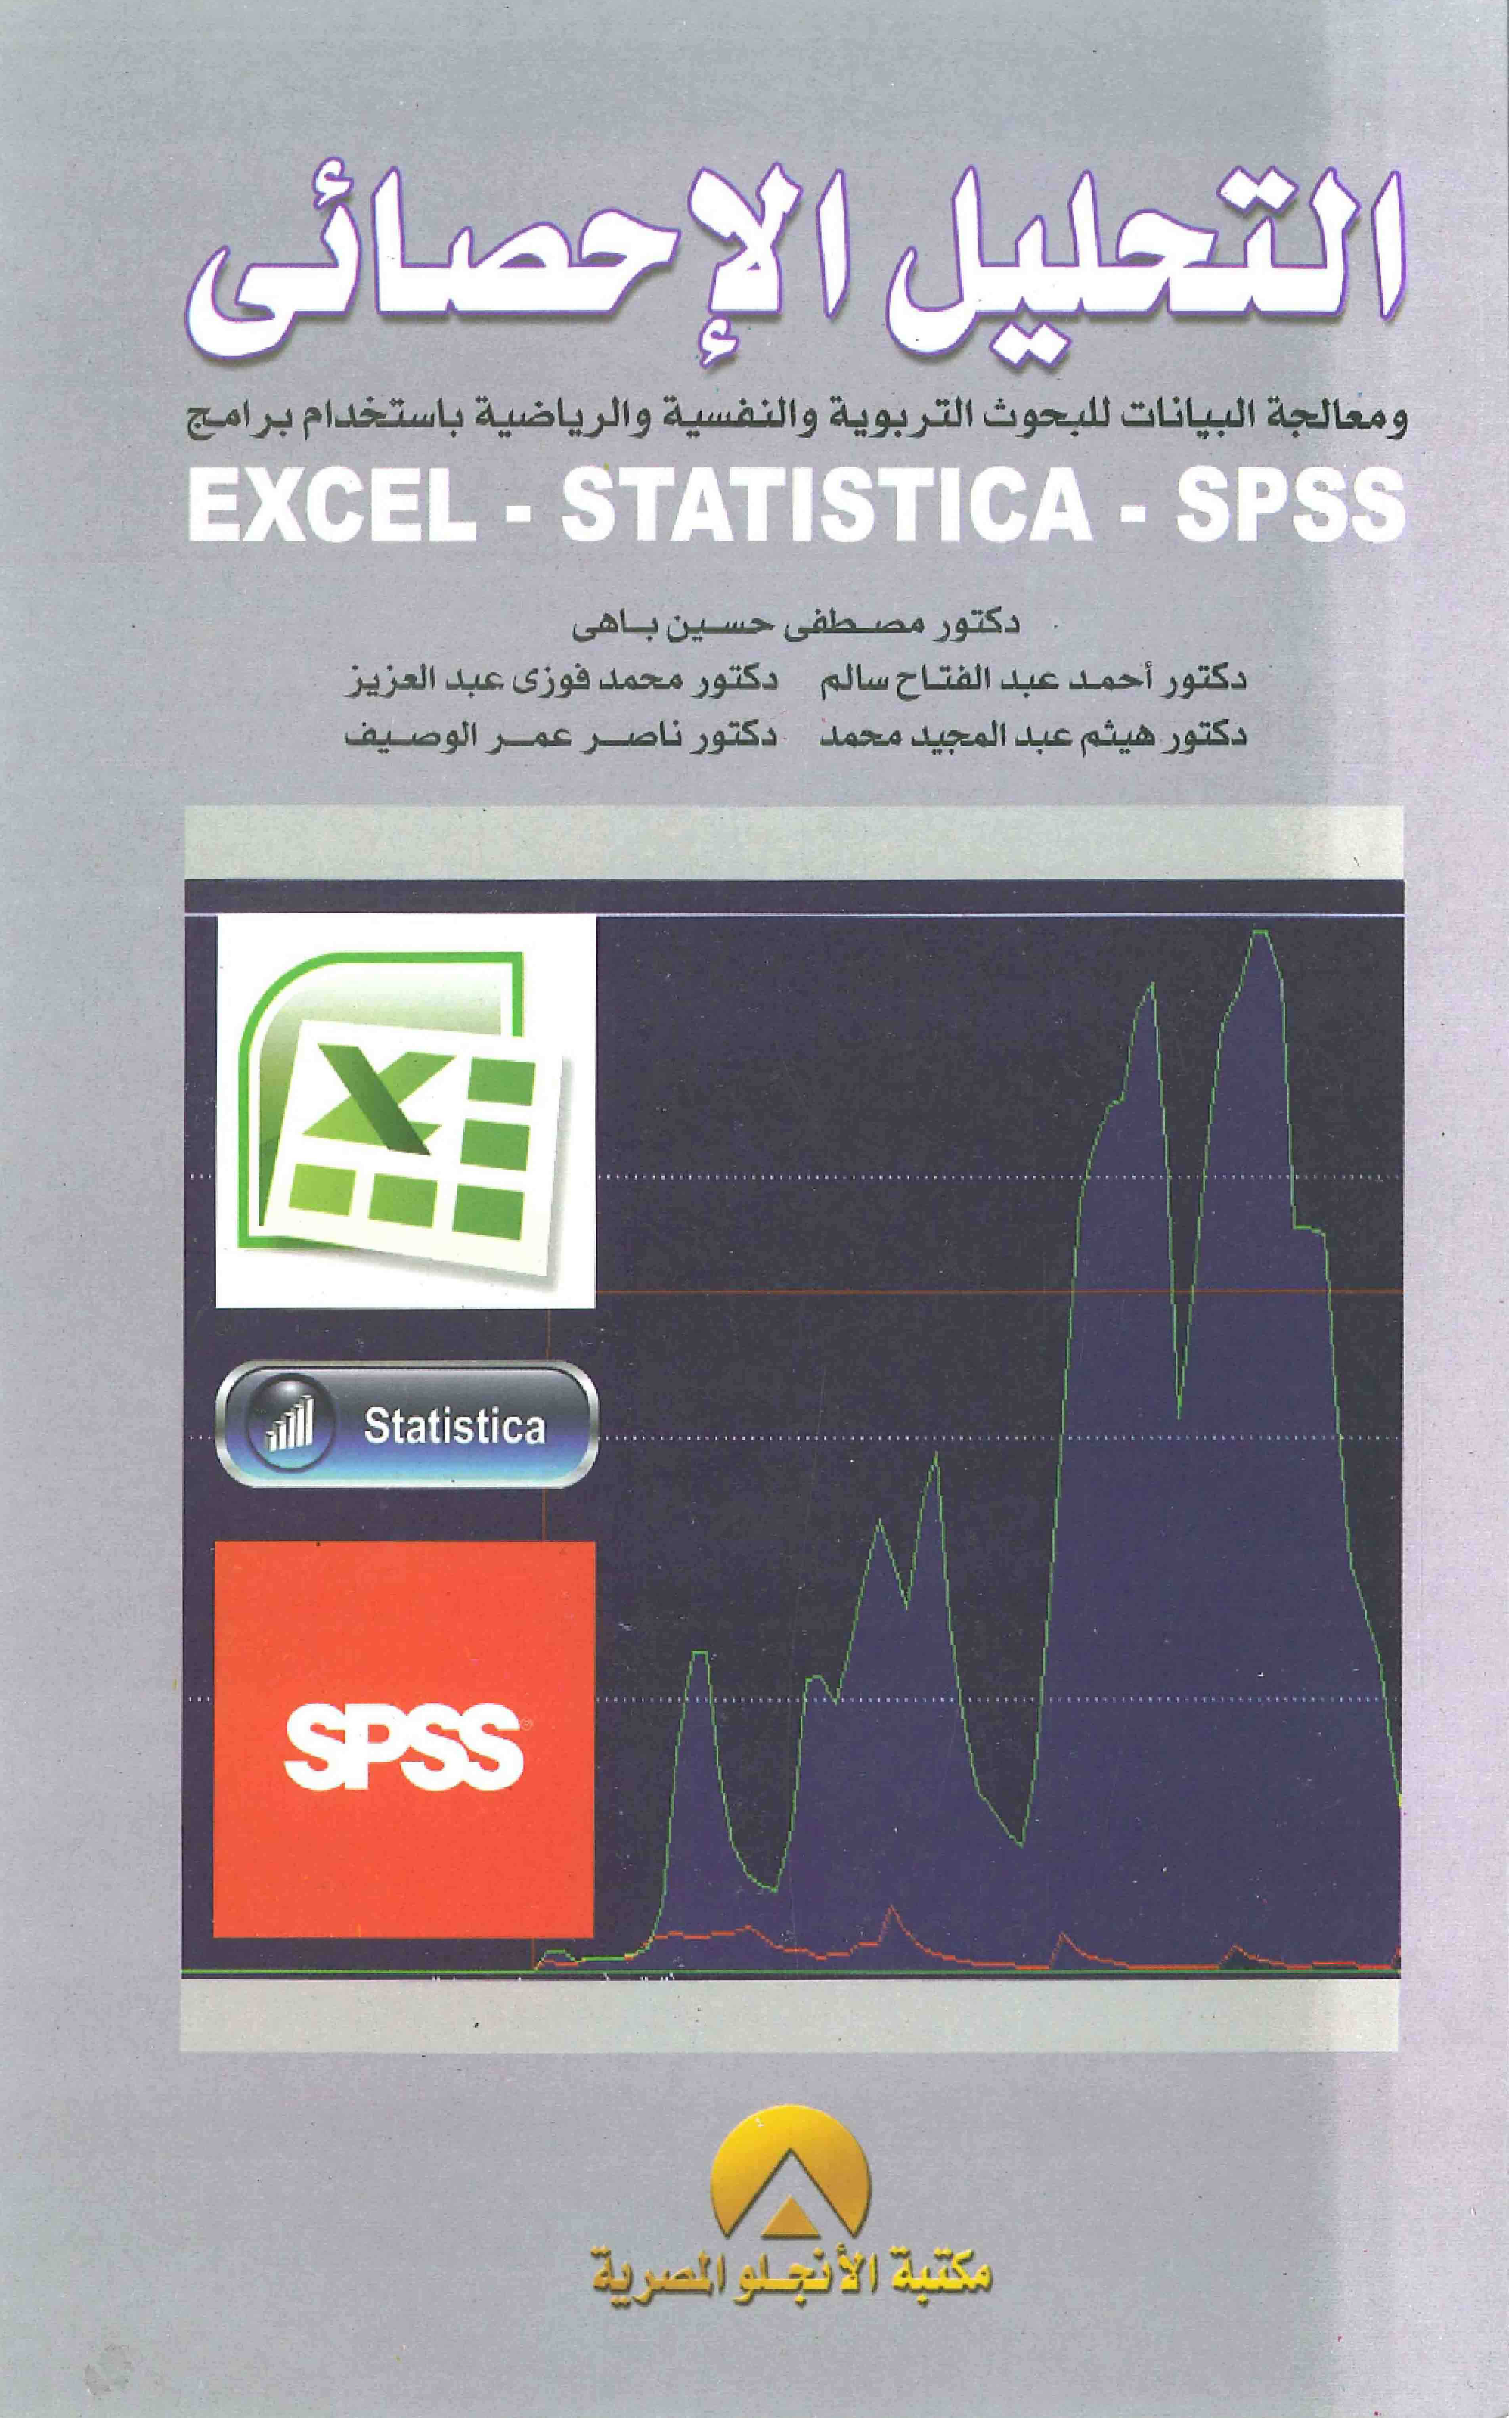 التحليل الإحصائى
ومعالجة البيانات للبحوث التربوية والنفسية والرياضية باستخدام برامج
EXCEL - STATISTICA - SPSS
دكتور مصطفى حسين باهى
دكتور أحمد عبد الفتاح سالم دكتور محمد فوزى عبد العزيز
دكتور هيثم عبد المجيد محمد دكتور ناصر عمر الوصيف
Statistica
SPSS
مكتبة الأنجلو المصرية